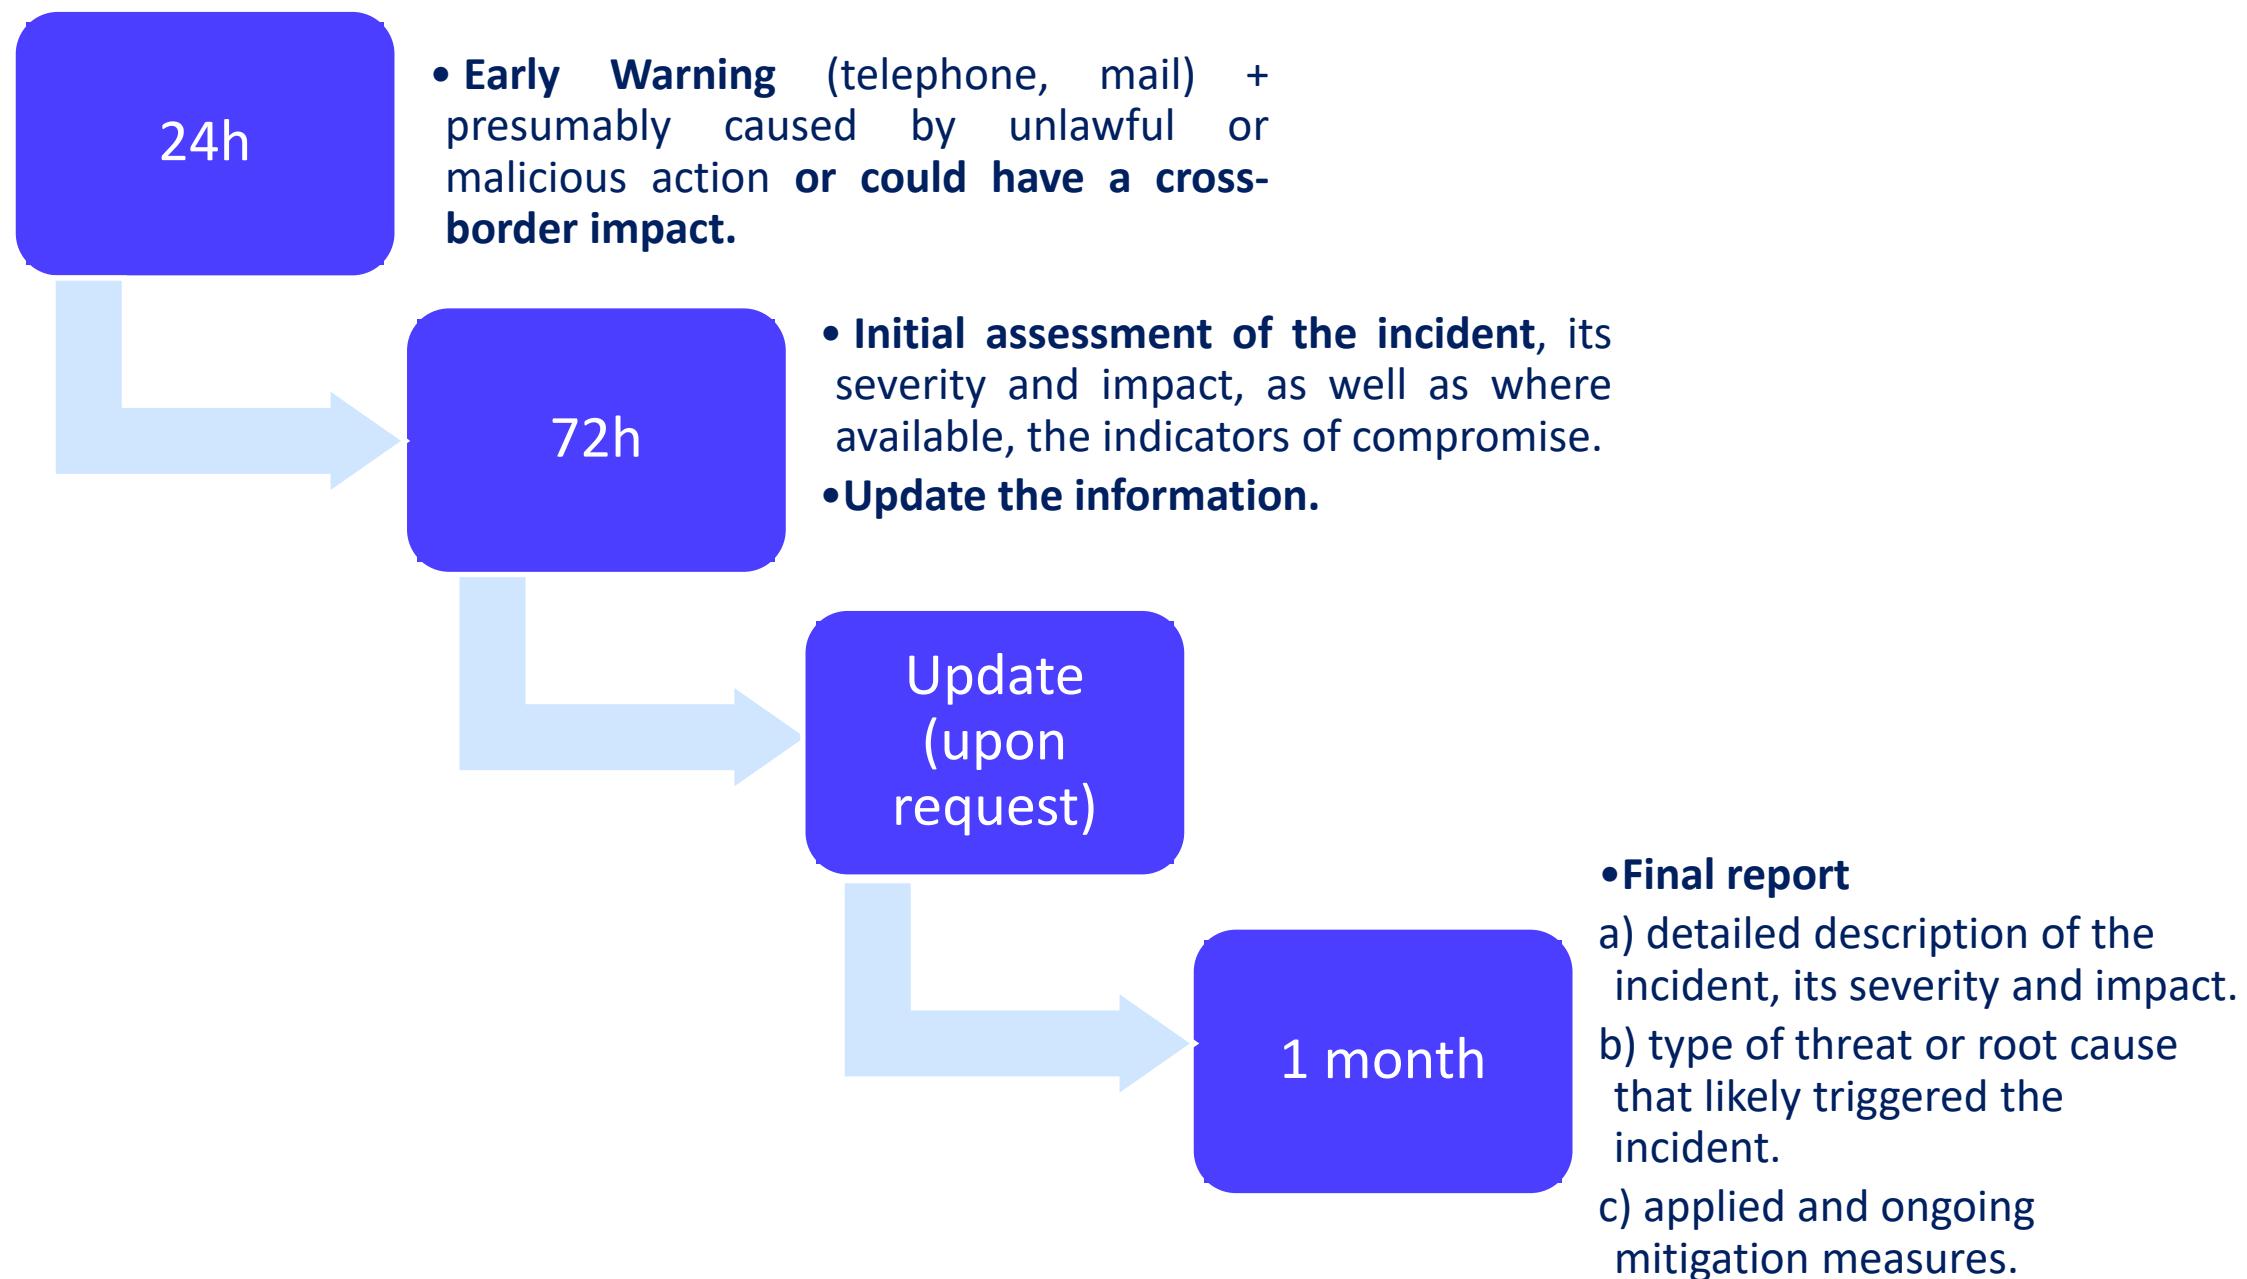 24h
• Early Warning (telephone, mail) +
presumably caused by unlawful or
malicious action or could have a cross-
border impact.
72h
• Initial assessment of the incident, its
severity and impact, as well as where
available, the indicators of compromise.
•Update the information.
Update
(upon
request)
1 month
•Final report
a) detailed description of the
incident, its severity and impact.
b) type of threat or root cause
that likely triggered the
incident.
c) applied and ongoing
mitigation measures.